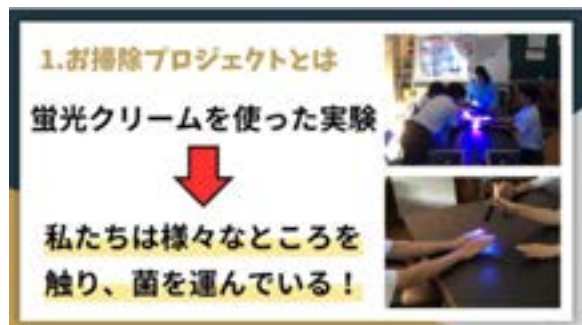 1.お掃除プロジェクトとは
蛍光クリームを使った実験
私たちは様々なところを
触り、菌を運んでいる！